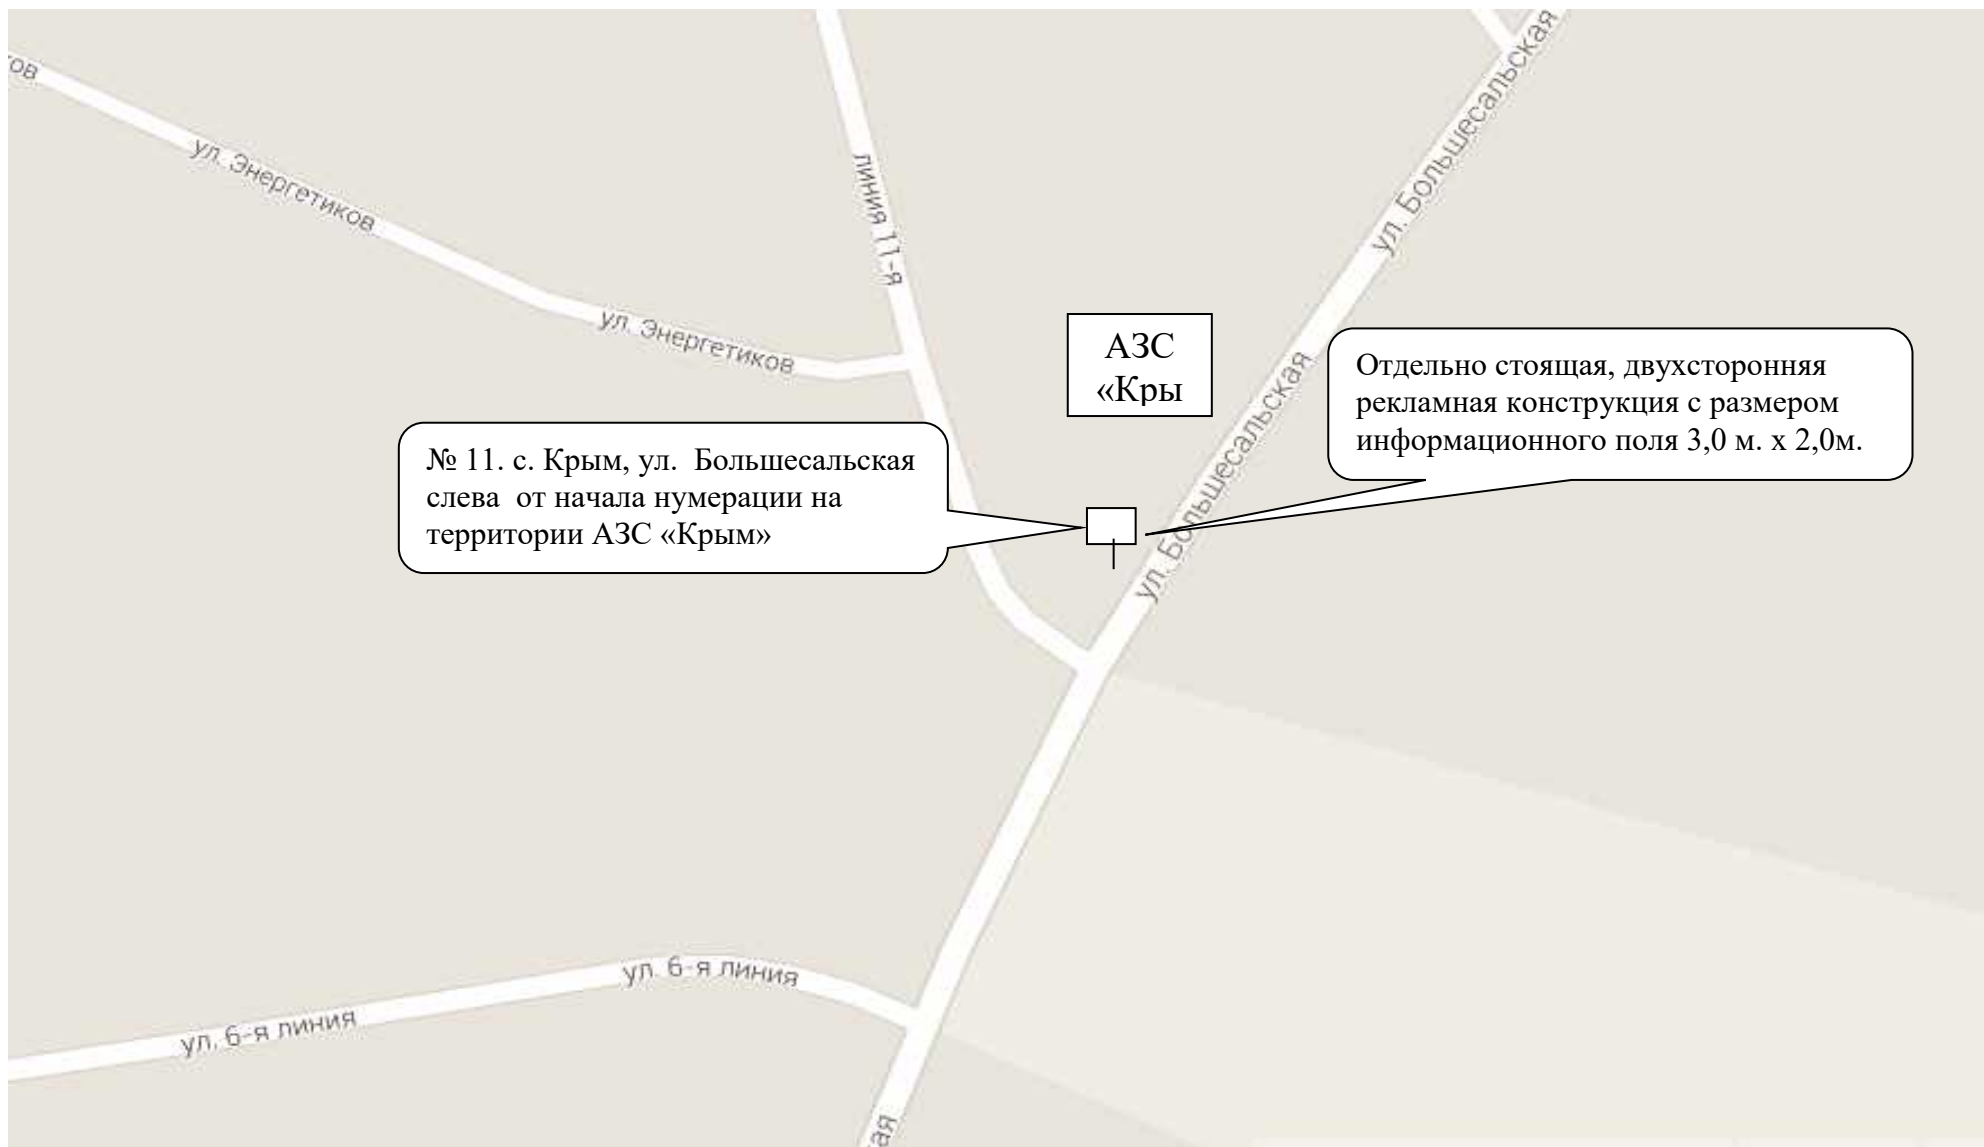 ов
ул. Энергетиков
ул. Энергетиков
линия 11-я
ул. Большесальская
АЗС
«Кры
ул. Большесальская
Отдельно стоящая, двухсторонняя
рекламная конструкция с размером
информационного поля 3,0 м. х 2,0м.
№ 11. с. Крым, ул.  Большесальская
слева  от начала нумерации на
территории АЗС «Крым»
ул. 6-я линия
ул. 6-я линия
ая